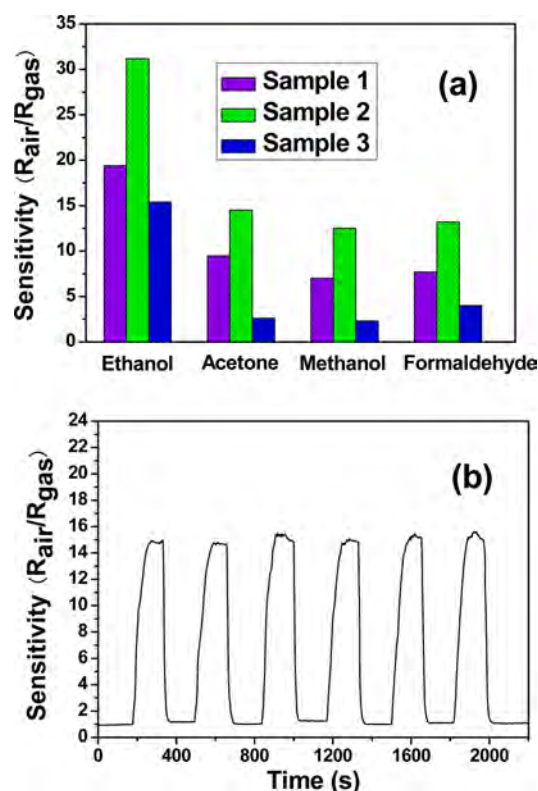 35
30
25
20
15
10
5
0
Sensitivity (Rair/Rgas)
Sample 1
Sample 2
Sample 3
(a)
Ethanol Acetone Methanol Formaldehyde
24
22
20
18
16
14
12
10
8
6
4
2
0
Sensitivity (Rair/Rgas)
(b)
0 400 800 1200 1600 2000
Time (s)